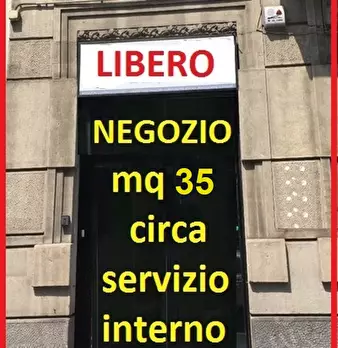 LIBERO
NEGOZIO
mq 35
circa
servizio
interno